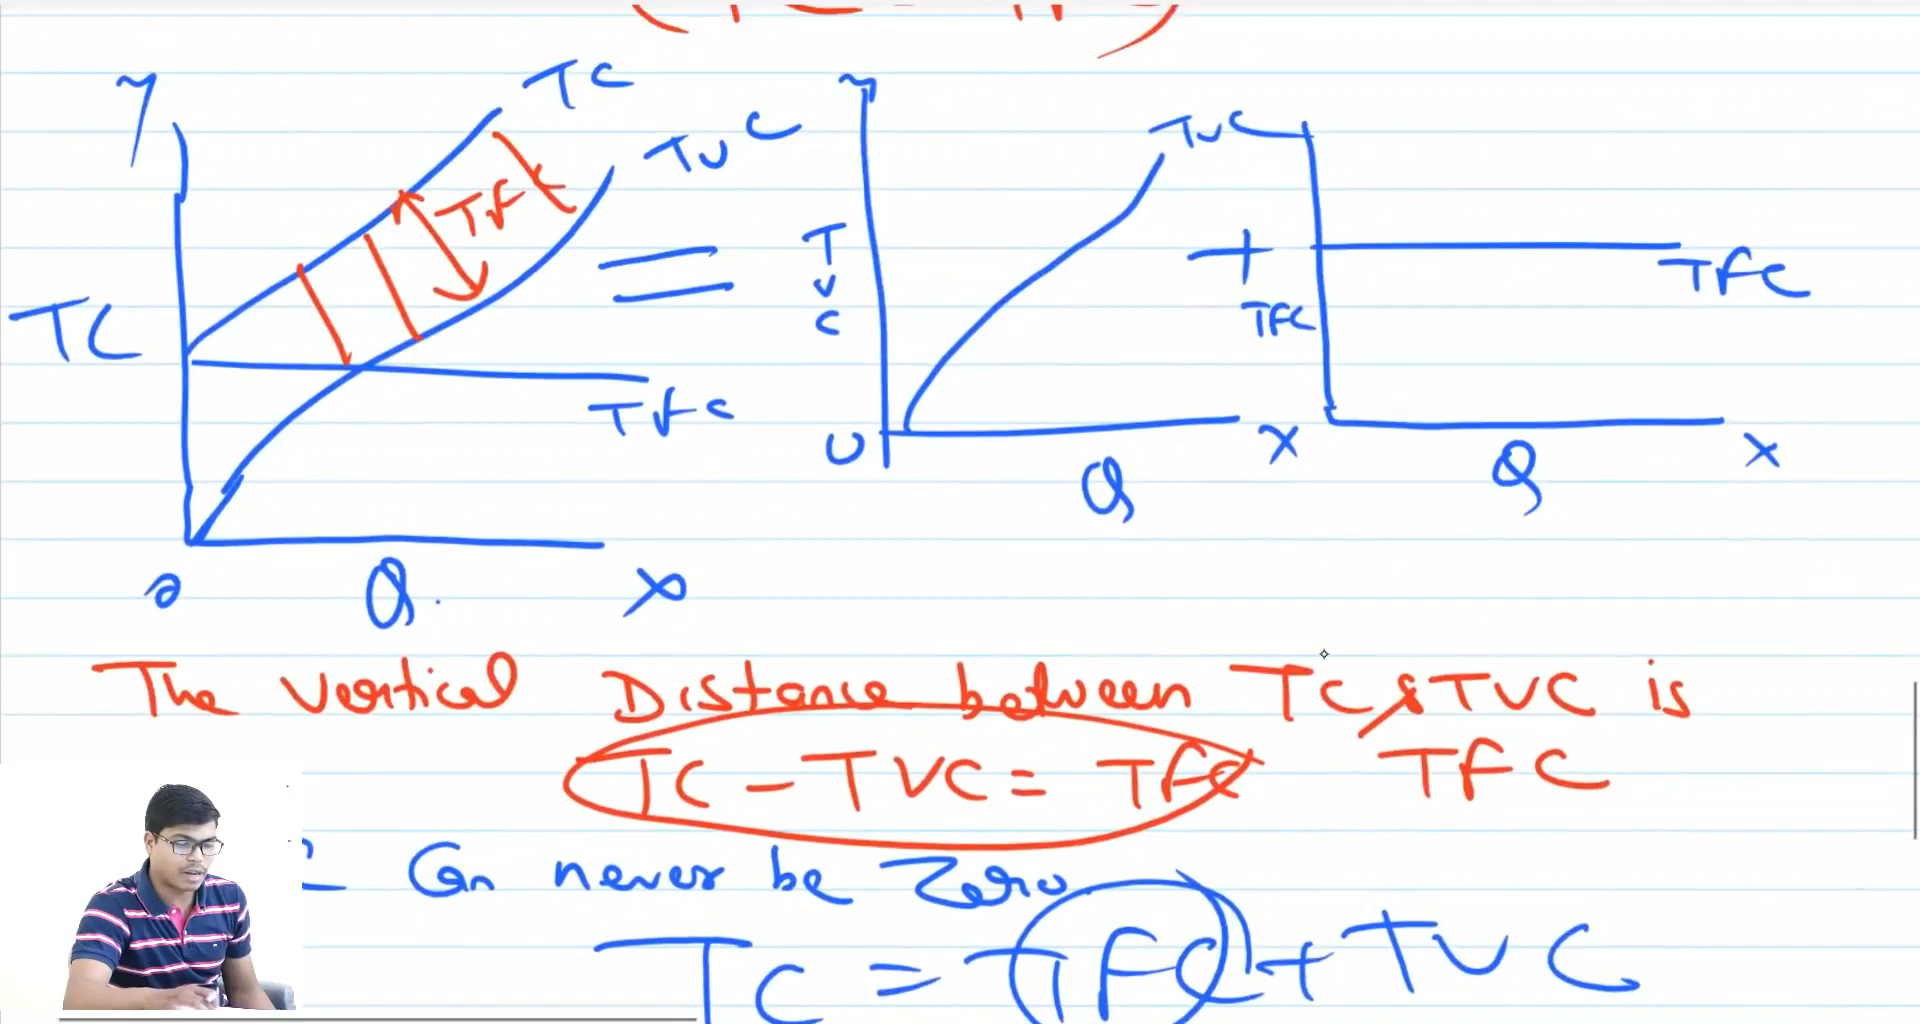 Y TC TVC
TC
TFC
TFC
O Q. X
=
Y TVC
TVC
O Q X
+
TFC
TFC
Q X
The Vertical Distance between TC & TVC is
TC - TVC = TFC TFC
Can never be Zero
TC = TFC + TVC